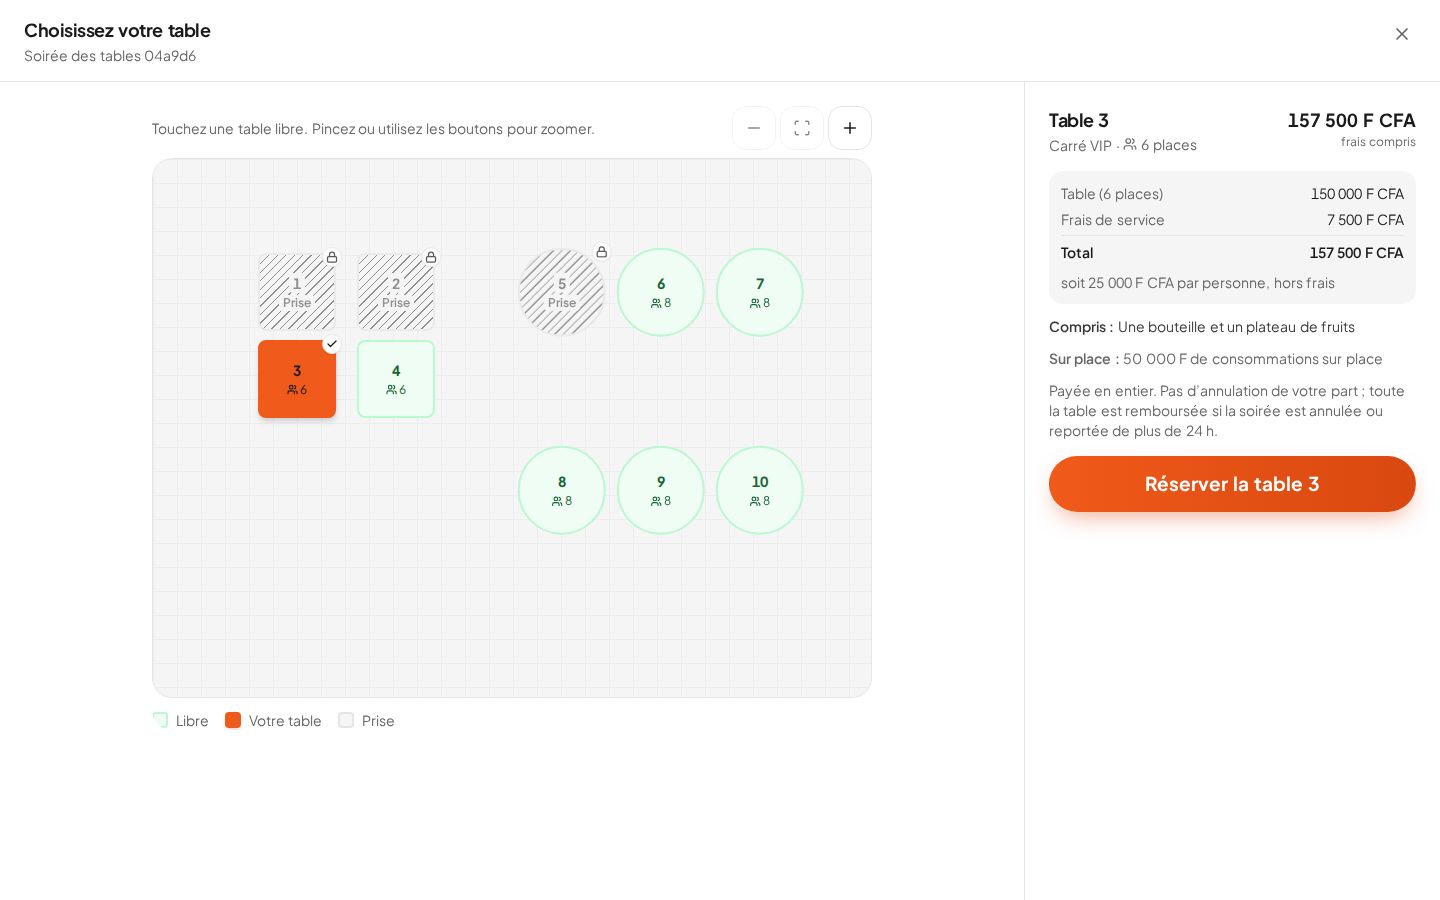 Choisissez votre table
Soirée des tables 04a9d6
Touchez une table libre. Pincez ou utilisez les boutons pour zoomer.
1
Prise
2
Prise
5
Prise
6
8
7
8
3
6
4
6
8
8
9
8
10
8
Libre
Votre table
Prise
Table 3
157 500 F CFA
Carré VIP · 6 places
frais compris
Table (6 places)
150 000 F CFA
Frais de service
7 500 F CFA
Total
157 500 F CFA
soit 25 000 F CFA par personne, hors frais
Compris : Une bouteille et un plateau de fruits
Sur place : 50 000 F de consommations sur place
Payée en entier. Pas d’annulation de votre part ; toute
la table est remboursée si la soirée est annulée ou
reportée de plus de 24 h.
Réserver la table 3